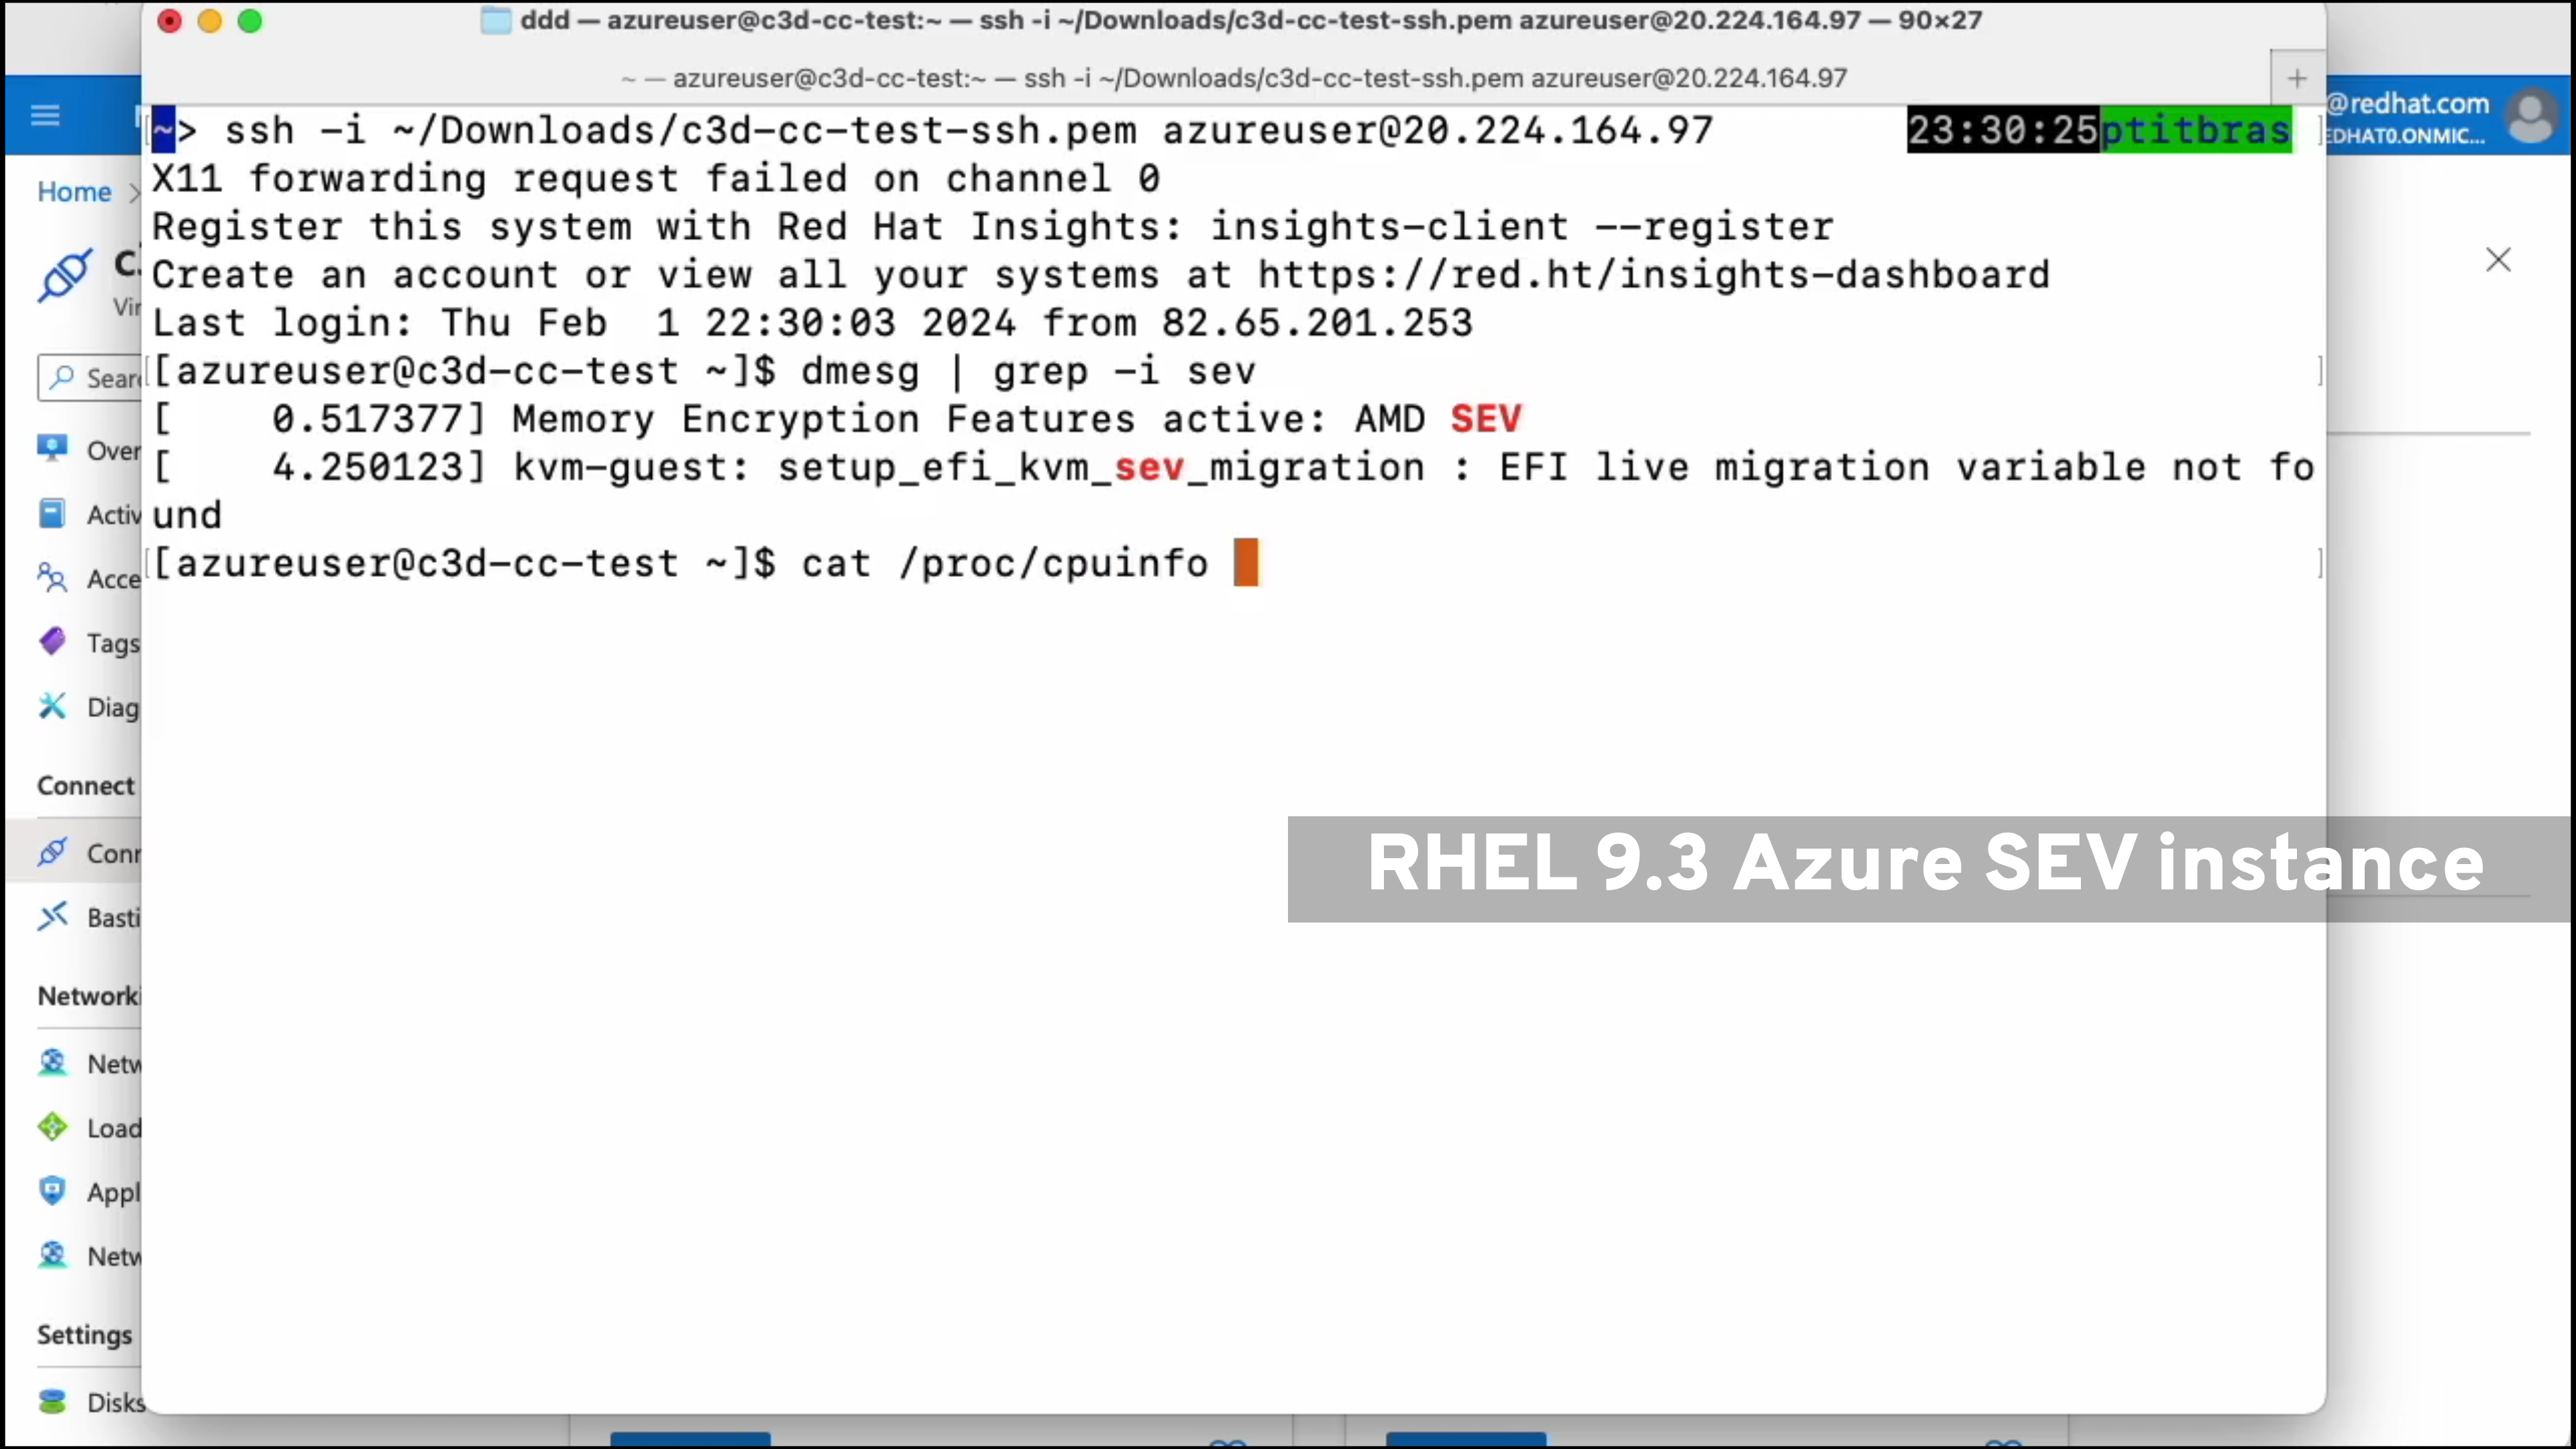 ddd — azureuser@c3d-cc-test:~ — ssh -i ~/Downloads/c3d-cc-test-ssh.pem azureuser@20.224.164.97 — 90×27
~ — azureuser@c3d-cc-test:~ — ssh -i ~/Downloads/c3d-cc-test-ssh.pem azureuser@20.224.164.97
+
@redhat.com
EDHAT0.ONMIC...
~> ssh -i ~/Downloads/c3d-cc-test-ssh.pem azureuser@20.224.164.97 23:30:25ptitbras
X11 forwarding request failed on channel 0
Register this system with Red Hat Insights: insights-client --register
Create an account or view all your systems at https://red.ht/insights-dashboard
Last login: Thu Feb  1 22:30:03 2024 from 82.65.201.253
[azureuser@c3d-cc-test ~]$ dmesg | grep -i sev
[    0.517377] Memory Encryption Features active: AMD SEV
[    4.250123] kvm-guest: setup_efi_kvm_sev_migration : EFI live migration variable not fo
und
[azureuser@c3d-cc-test ~]$ cat /proc/cpuinfo
Home >
Vir
Sear
Over
Activ
Acce
Tags
Diag
Connect
Conn
Basti
Networki
Netw
Load
Appl
Netw
Settings
Disks
RHEL 9.3 Azure SEV instance